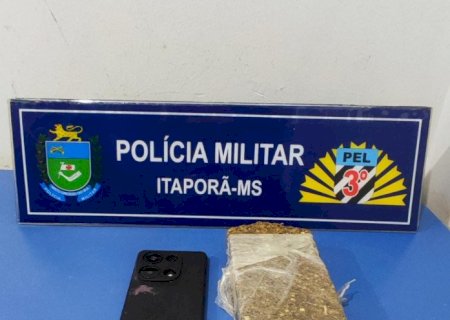 POLÍCIA MILITAR
ITAPORÃ-MS
PEL
3º